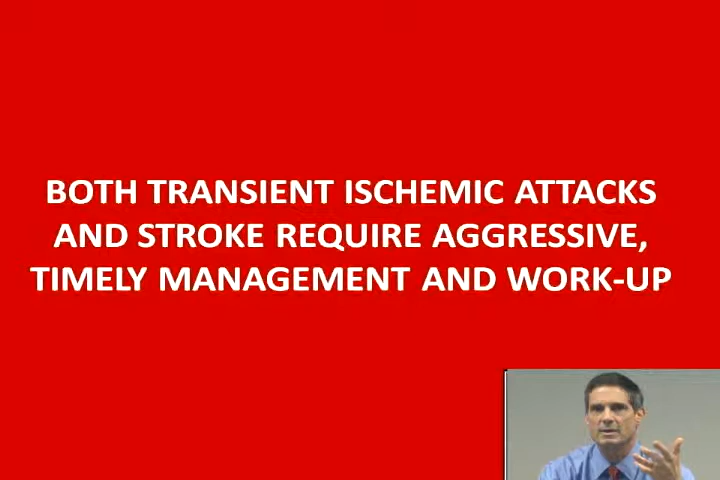 BOTH TRANSIENT ISCHEMIC ATTACKS
AND STROKE REQUIRE AGGRESSIVE,
TIMELY MANAGEMENT AND WORK-UP